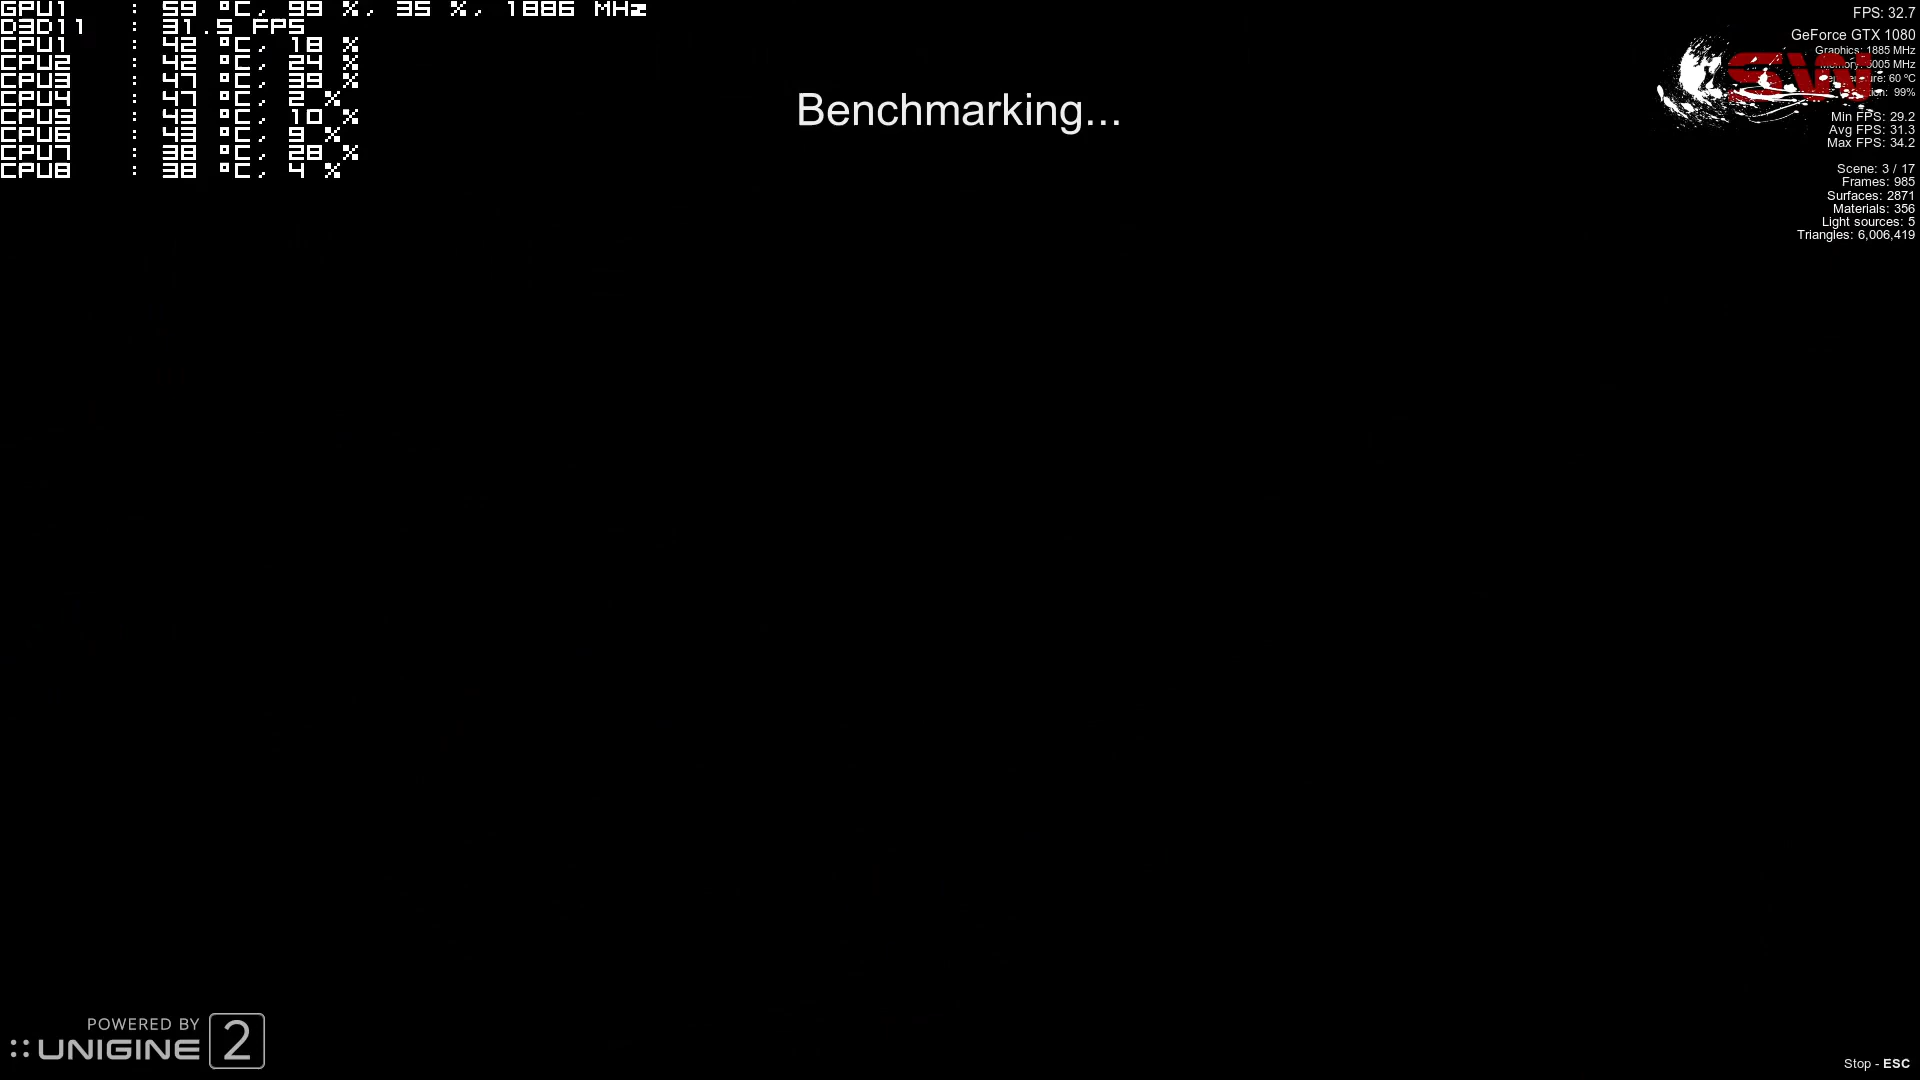 GPU1 : 59 °C, 99 %, 35 %, 1886 MHz
D3D11 : 31.5 FPS
CPU1 : 42 °C, 18 %
CPU2 : 42 °C, 24 %
CPU3 : 47 °C, 39 %
CPU4 : 47 °C, 2 %
CPU5 : 43 °C, 10 %
CPU6 : 43 °C, 9 %
CPU7 : 38 °C, 28 %
CPU8 : 38 °C, 4 %
Benchmarking...
FPS: 32.7
GeForce GTX 1080
Graphics: 1885 MHz
MHz
60 °C
99%
SW
Min FPS: 29.2
Avg FPS: 31.3
Max FPS: 34.2
Scene: 3 / 17
Frames: 985
Surfaces: 2871
Materials: 356
Light sources: 5
Triangles: 6,006,419
POWERED BY
UNIGINE 2
Stop - ESC